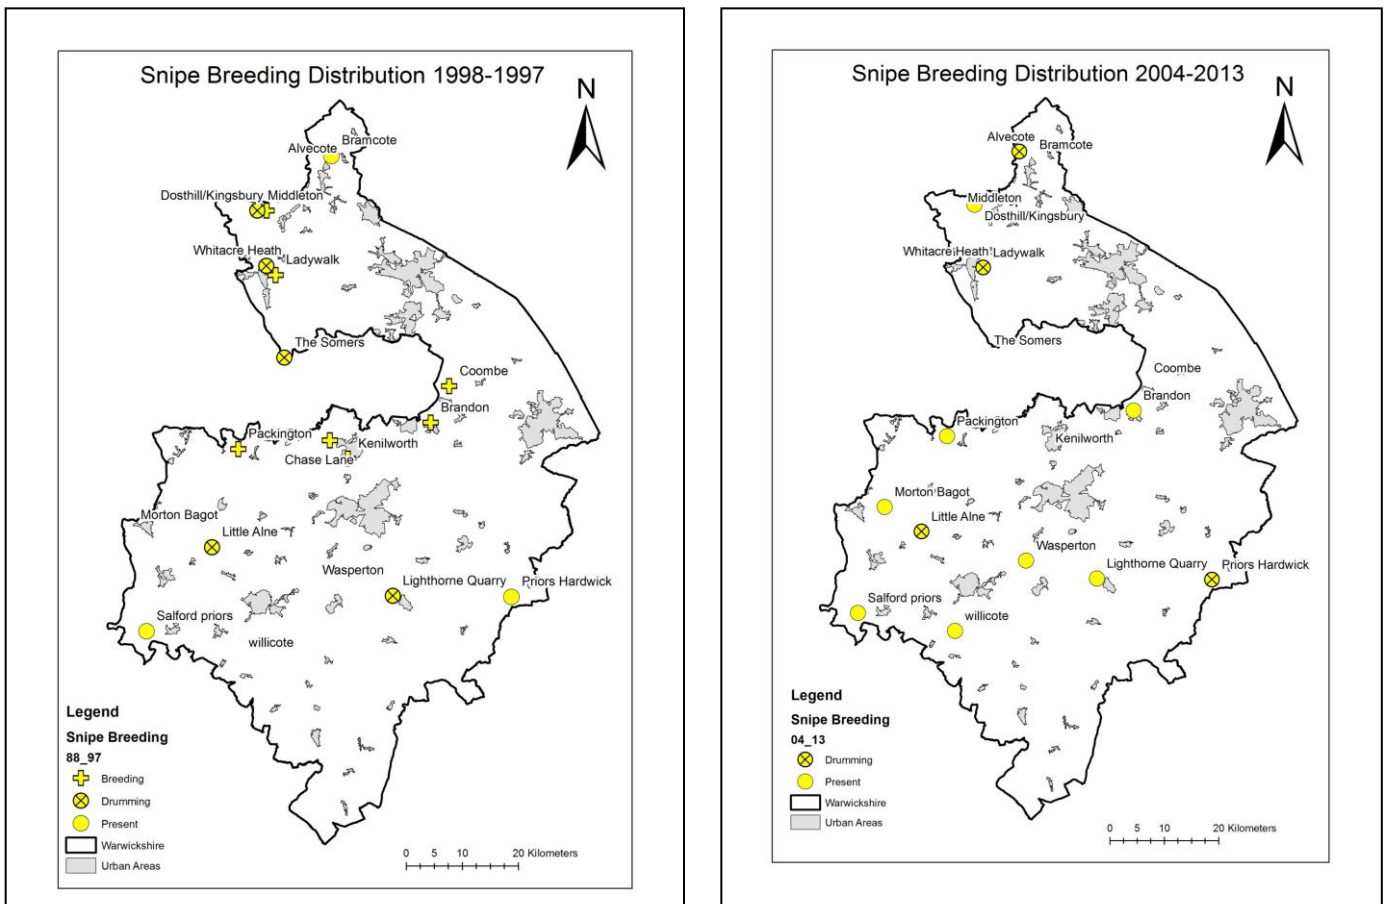 Snipe Breeding Distribution 1998-1997
N
Bramcote
Alvecote
Dosthill/Kingsbury Middleton
Whitacre Heath
Ladywalk
The Somers
Coombe
Brandon
Packington
Kenilworth
Chase Lane
Morton Bagot
Little Alne
Wasperton
Lighthorne Quarry
Priors Hardwick
Salford priors
willicote
Legend
Snipe Breeding
88_97
Breeding
Drumming
Present
Warwickshire
Urban Areas
0 5 10 20 Kilometers
Snipe Breeding Distribution 2004-2013
N
Alvecote
Bramcote
Middleton
Dosthill/Kingsbury
Whitacre Heath
Ladywalk
The Somers
Coombe
Brandon
Packington
Kenilworth
Morton Bagot
Little Alne
Wasperton
Lighthorne Quarry
Priors Hardwick
Salford priors
willicote
Legend
Snipe Breeding
04_13
Drumming
Present
Warwickshire
Urban Areas
0 5 10 20 Kilometers